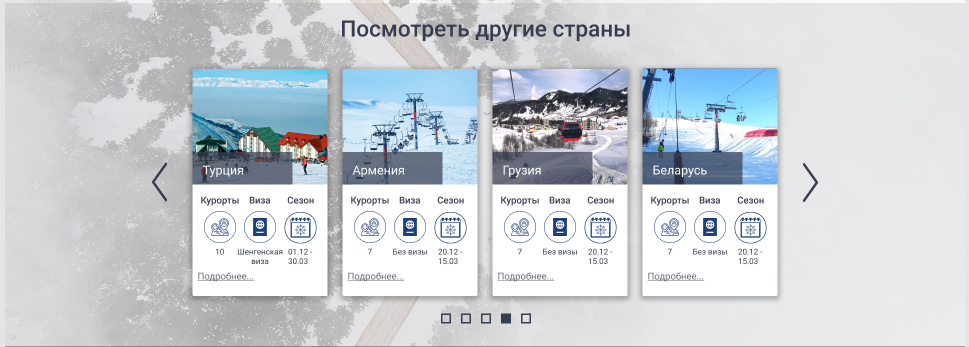 Посмотреть другие страны
Турция
Курорты Виза Сезон
10 Шенгенская виза 01.12 - 30.03
Подробнее...
Армения
Курорты Виза Сезон
7 Без визы 20.12 - 15.03
Подробнее...
Грузия
Курорты Виза Сезон
7 Без визы 20.12 - 15.03
Подробнее...
Беларусь
Курорты Виза Сезон
7 Без визы 20.12 - 15.03
Подробнее...